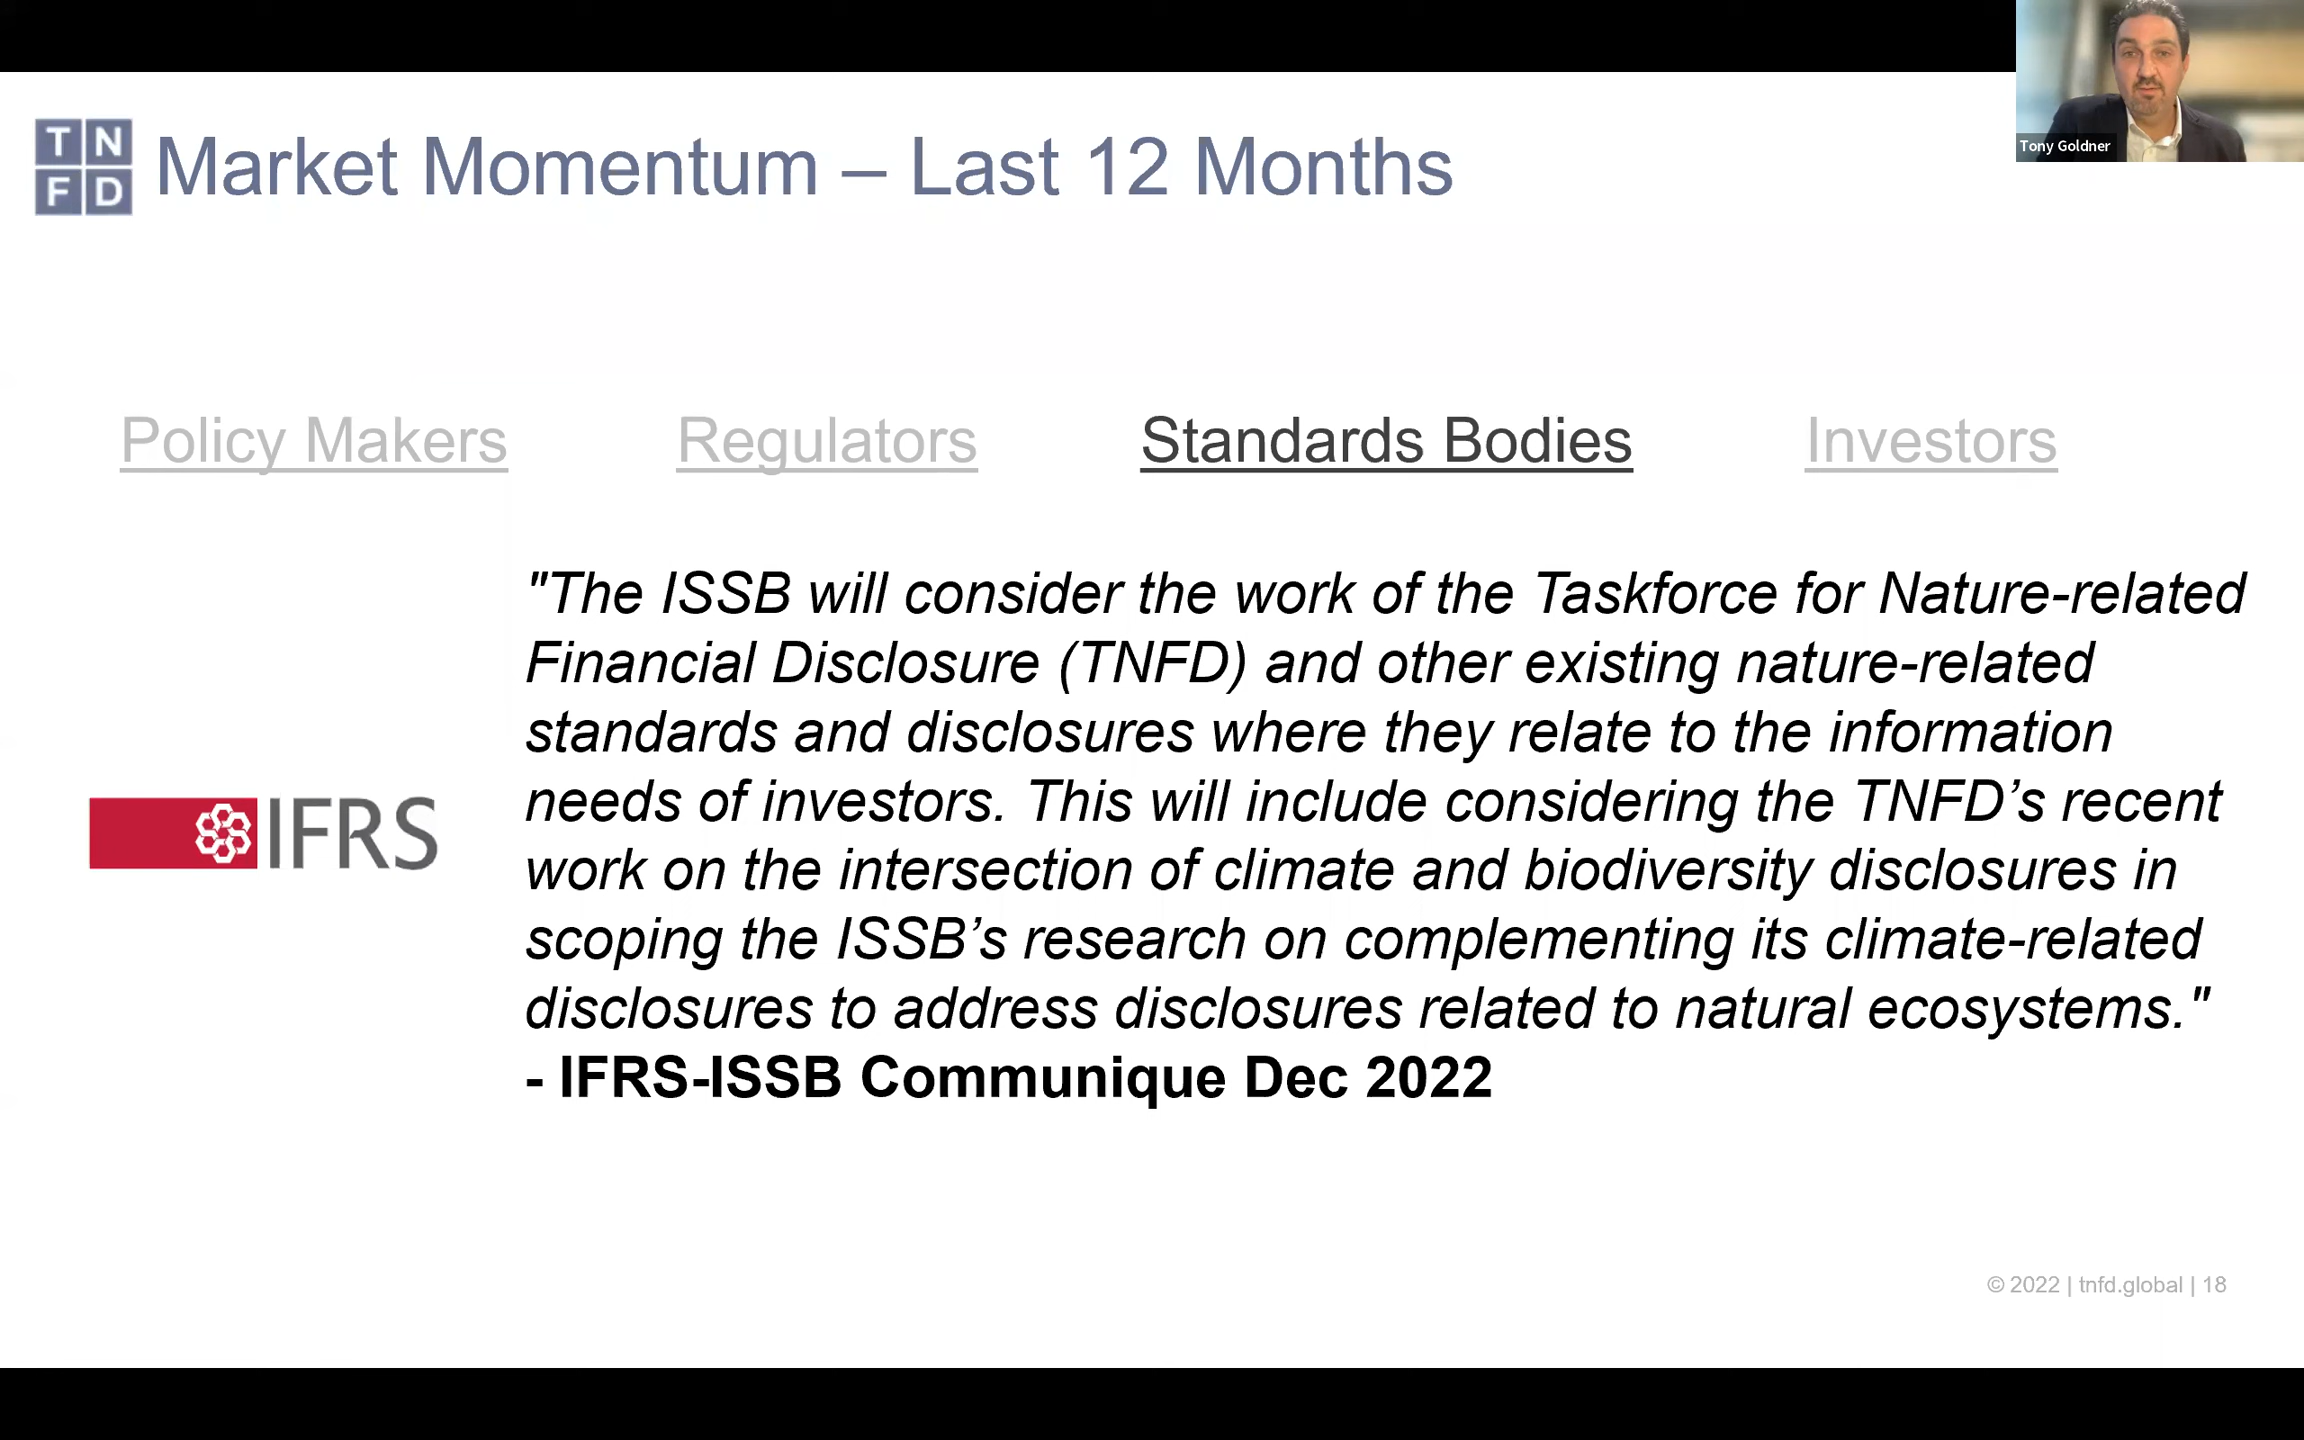 Tony Goldner
TN
FD
Market Momentum – Last 12 Months
Policy Makers
Regulators
Standards Bodies
Investors
"The ISSB will consider the work of the Taskforce for Nature-related
Financial Disclosure (TNFD) and other existing nature-related
standards and disclosures where they relate to the information
needs of investors. This will include considering the TNFD’s recent
work on the intersection of climate and biodiversity disclosures in
scoping the ISSB’s research on complementing its climate-related
disclosures to address disclosures related to natural ecosystems."
- IFRS-ISSB Communique Dec 2022
IFRS
© 2022 | tnfd.global | 18